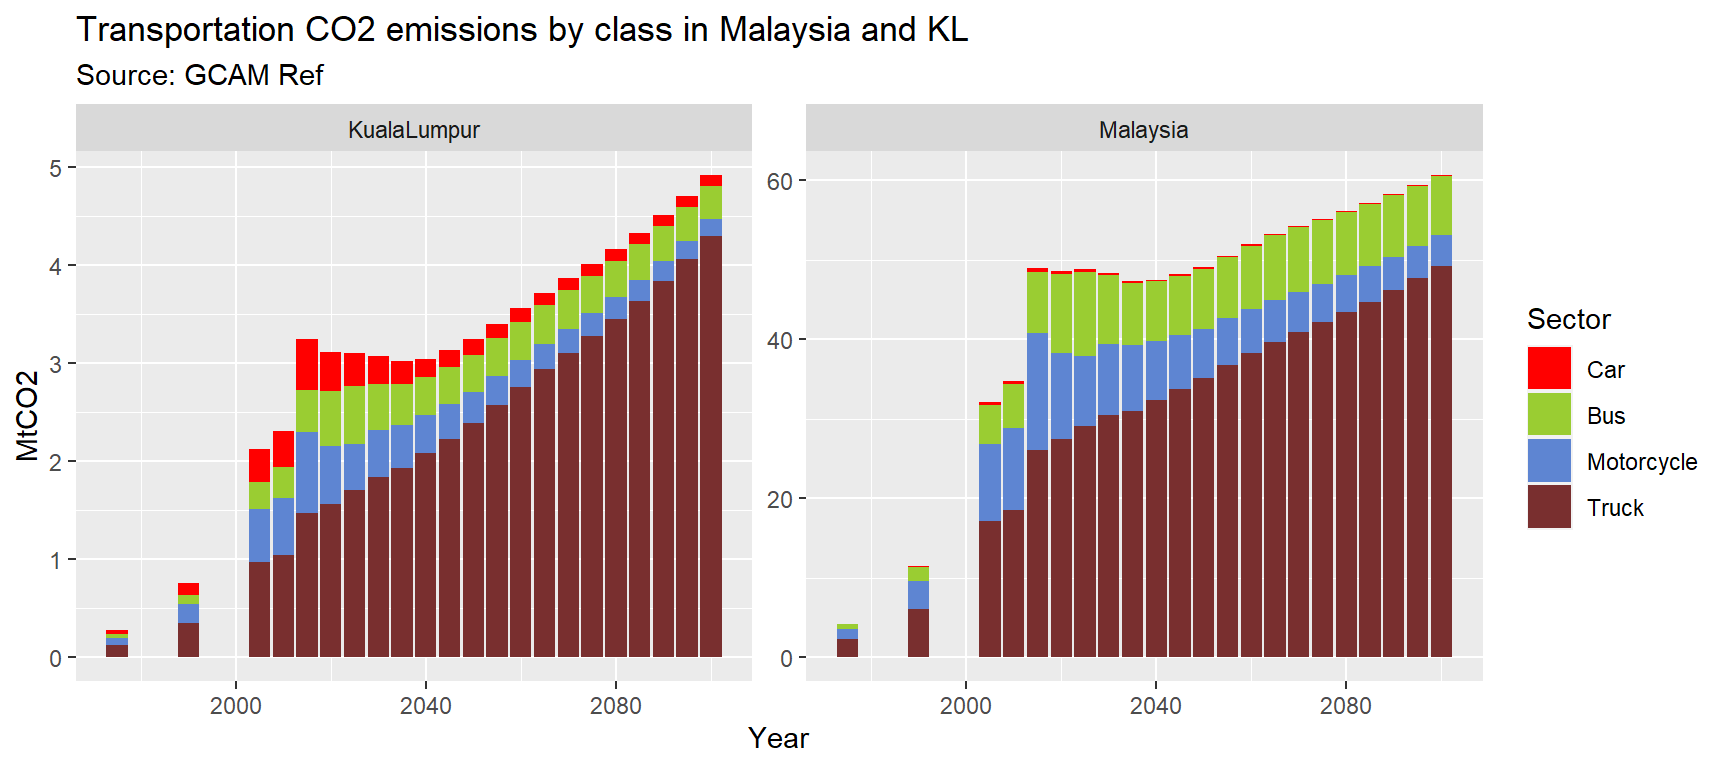 Transportation CO2 emissions by class in Malaysia and KL
Source: GCAM Ref
KualaLumpur
Malaysia
MtCO2
5
4
3
2
1
0
60
40
20
0
2000
2040
2080
2000
2040
2080
Year
Sector
Car
Bus
Motorcycle
Truck